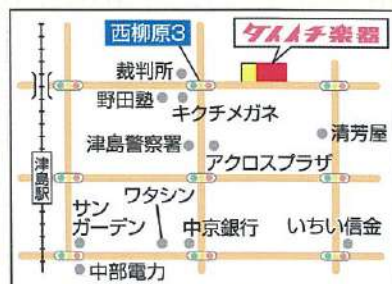 西柳原3
タムムチ楽器
裁判所
野田塾
キクチメガネ
清芳屋
津島警察署
アクロスプラザ
津島駅
ワタシン
サン
ガーデン
中京銀行
いちい信金
中部電力